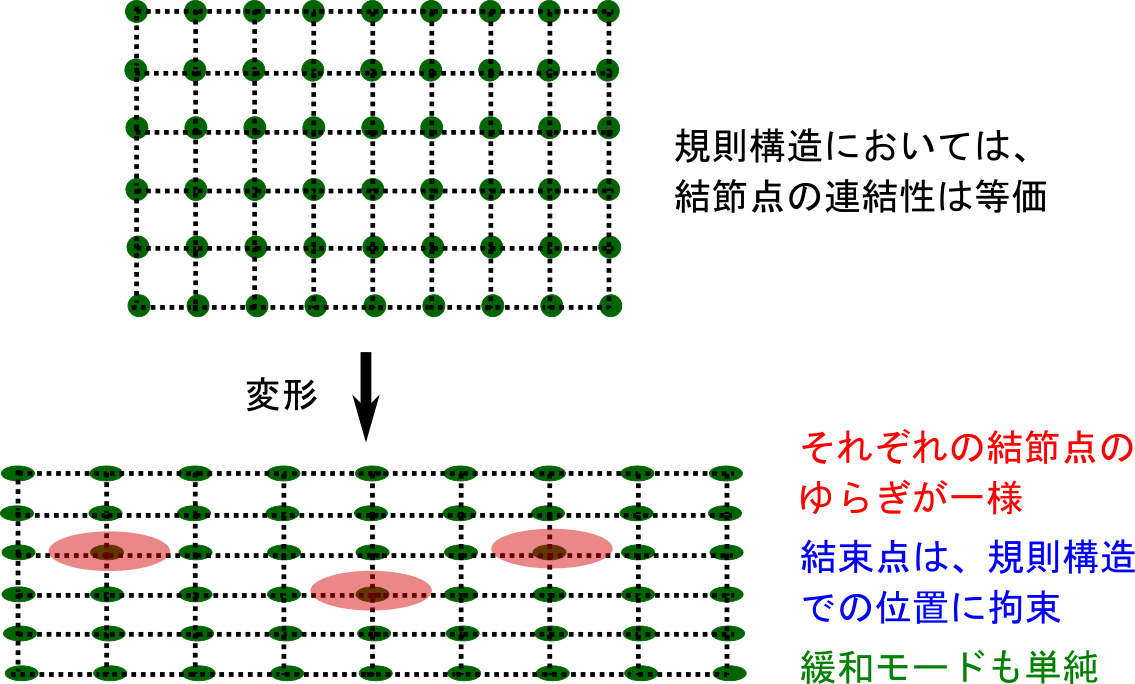 規則構造においては、
結節点の連結性は等価
変形
それぞれの結節点の
ゆらぎが一様
結束点は、規則構造
での位置に拘束
緩和モードも単純